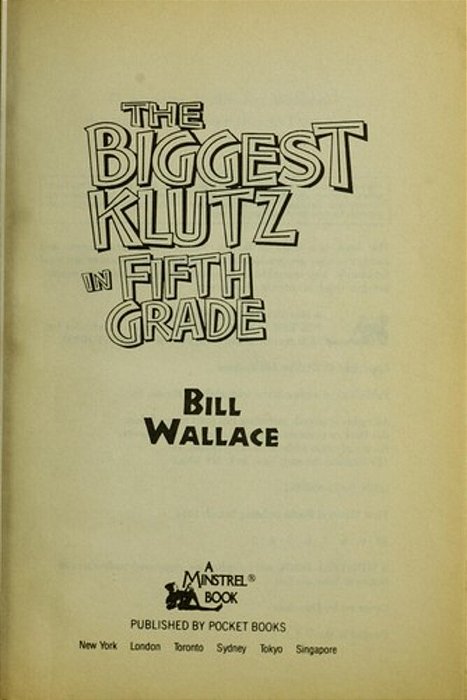 THE
BIGGEST
KLUTZ
IN FIFTH
GRADE
BILL
WALLACE
A
MINSTREL®
BOOK
PUBLISHED BY POCKET BOOKS
New York London Toronto Sydney Tokyo Singapore